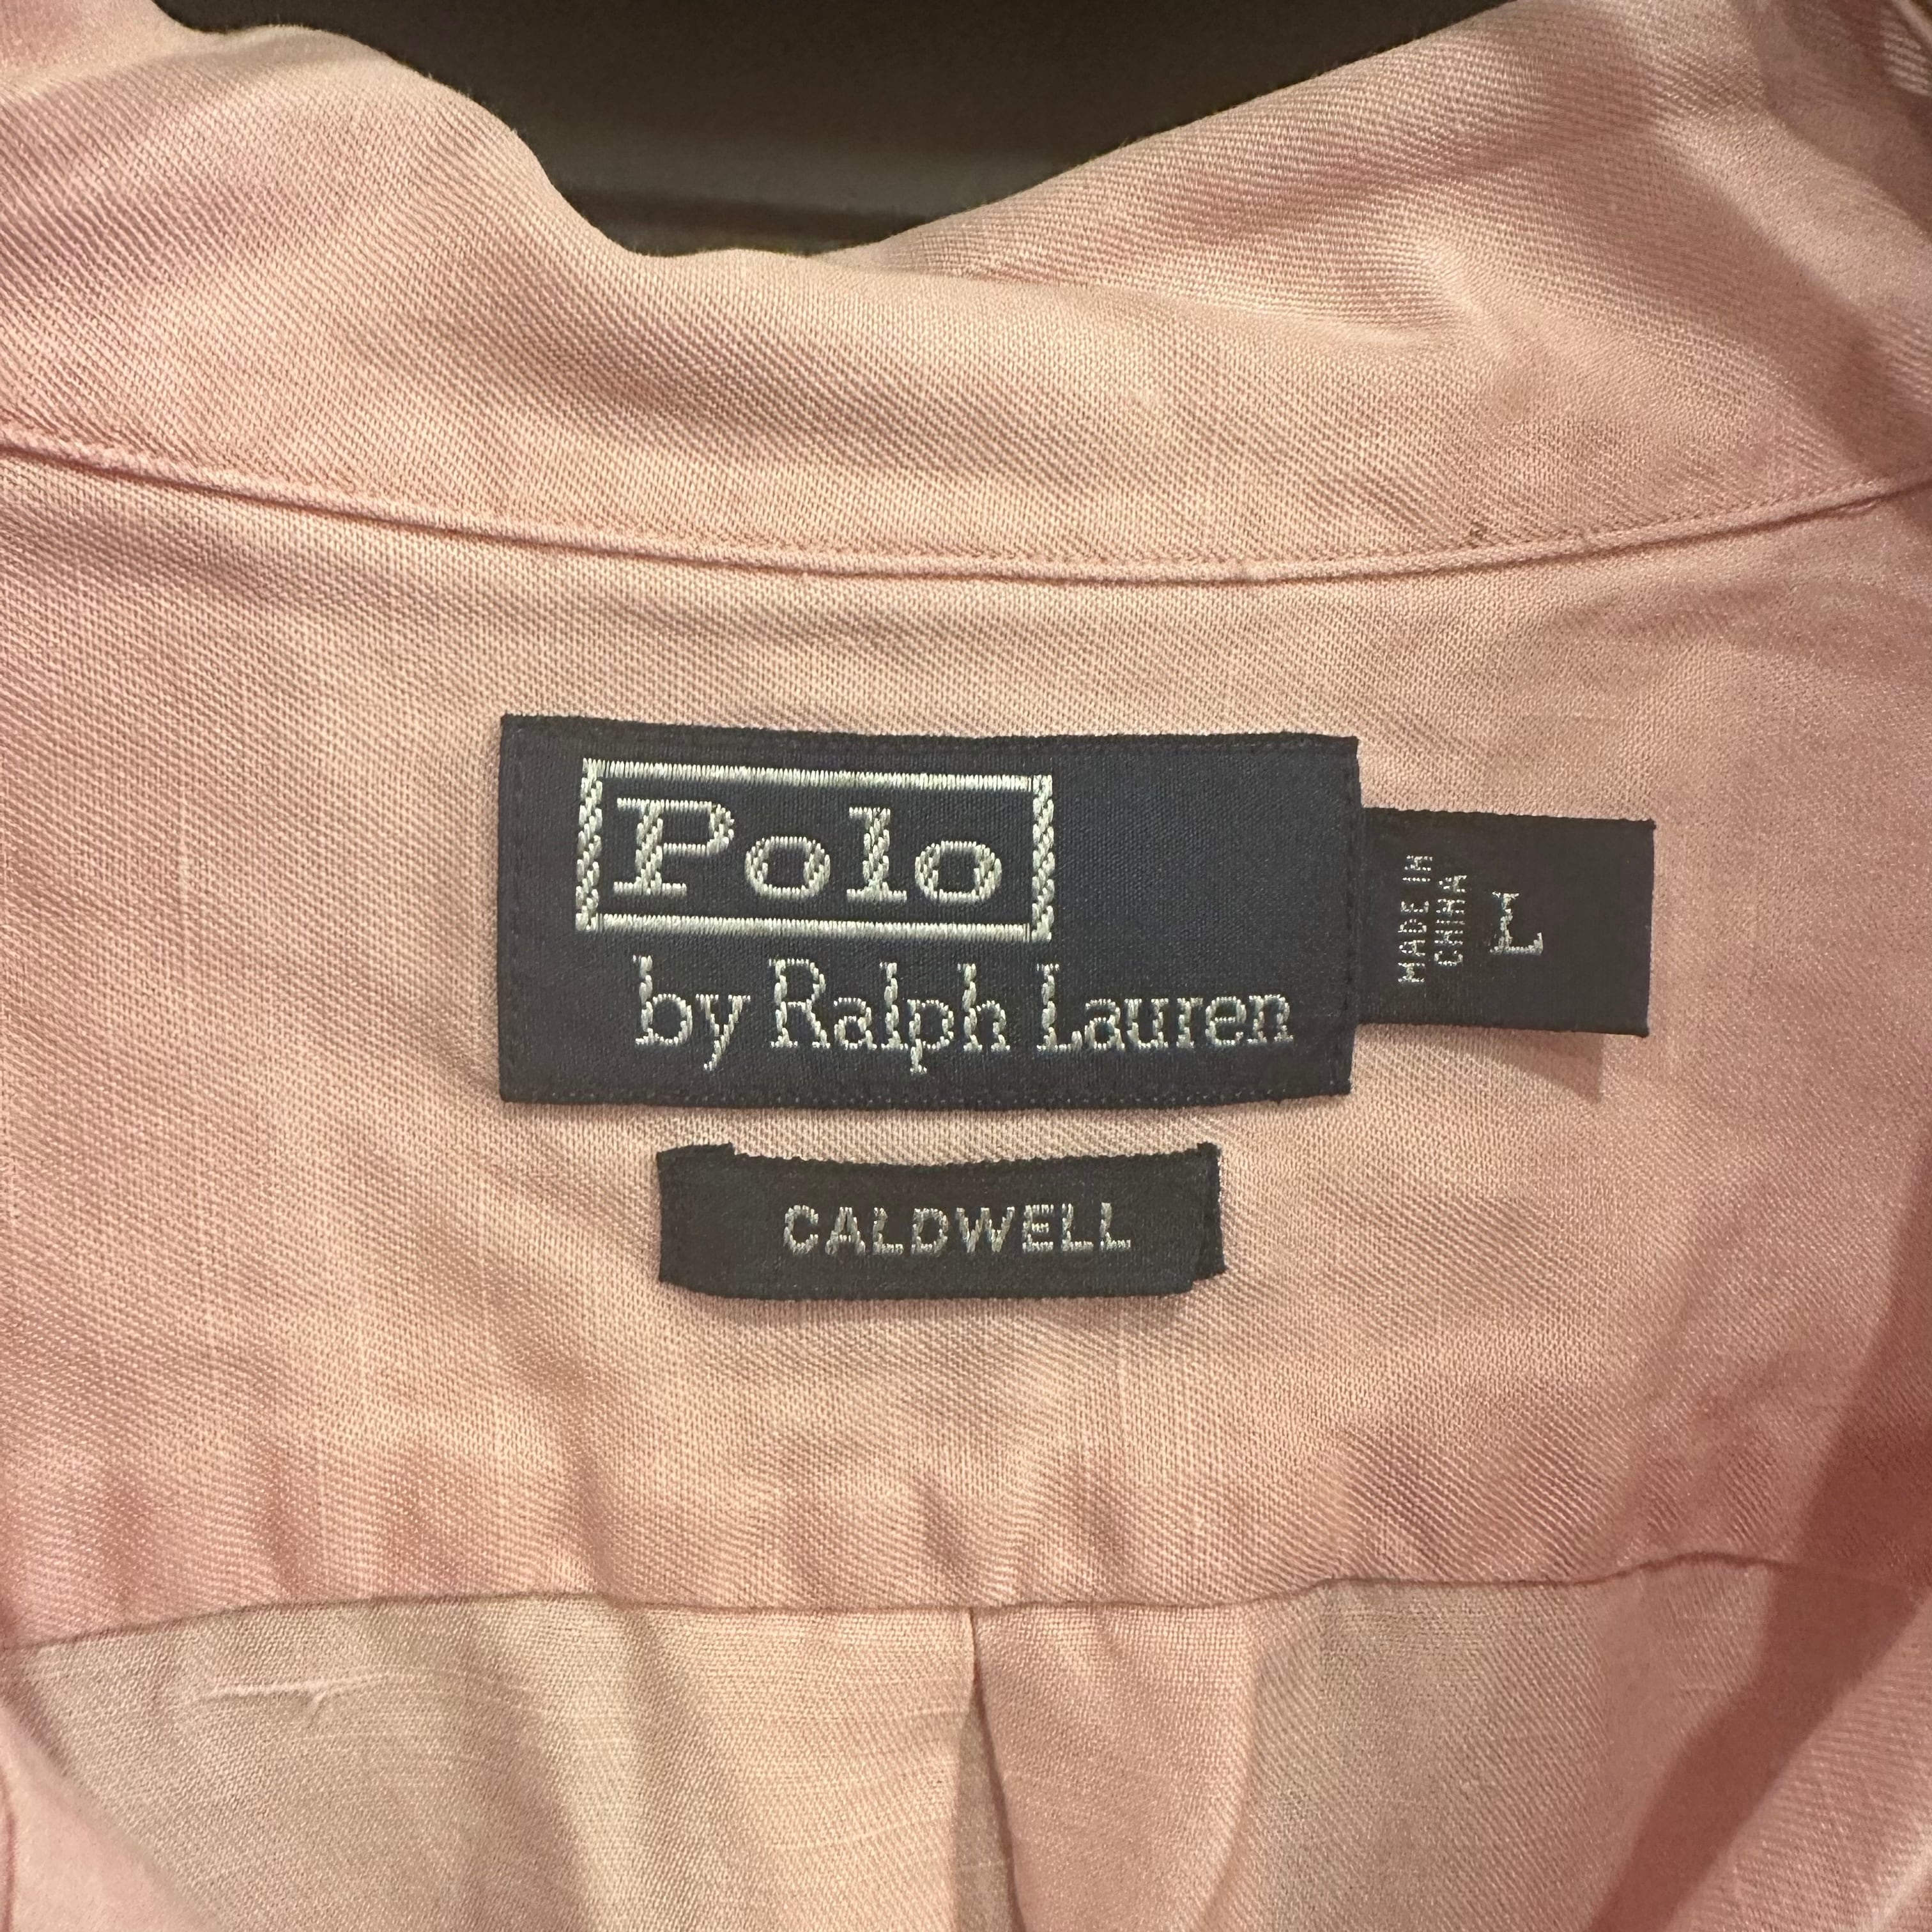 Polo
by Ralph Lauren
MADE IN
CHINA
L
CALDWELL